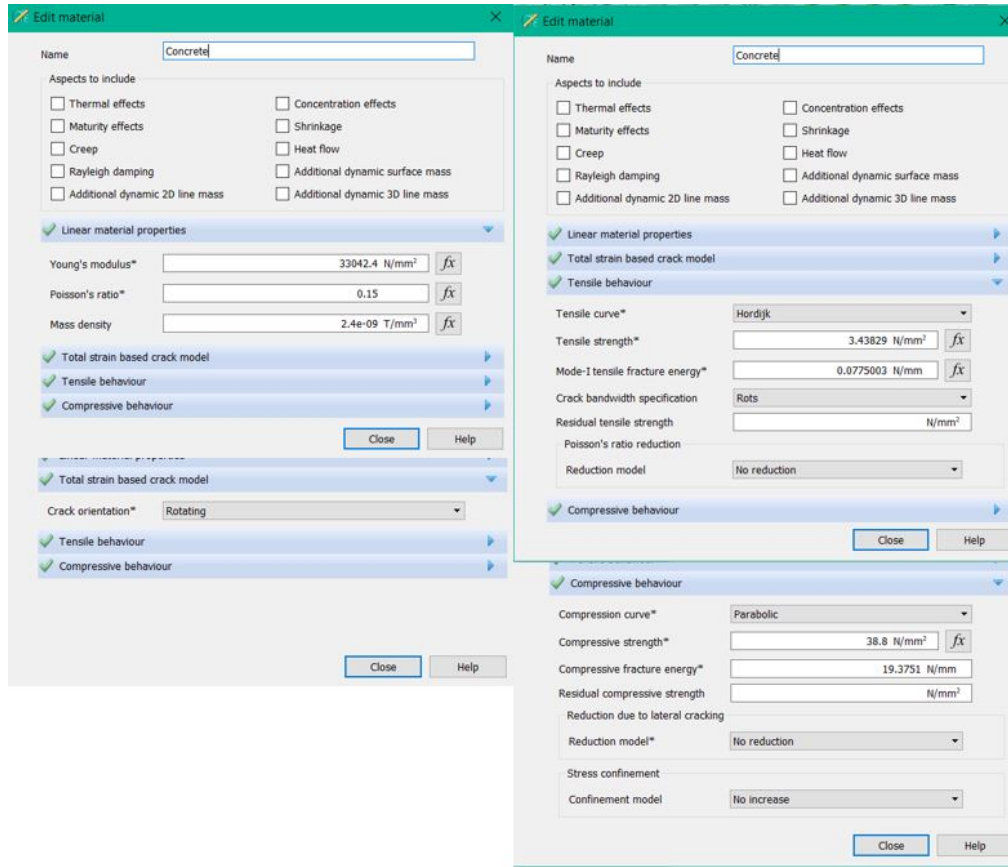 Edit material
Name Concrete
Aspects to include
Thermal effects Concentration effects
Maturity effects Shrinkage
Creep Heat flow
Rayleigh damping Additional dynamic surface mass
Additional dynamic 2D line mass Additional dynamic 3D line mass
Linear material properties
Young's modulus* 33042.4 N/mm² fx
Poisson's ratio* 0.15 fx
Mass density 2.4e-09 T/mm³ fx
Total strain based crack model
Tensile behaviour
Compressive behaviour
Close Help
Linear material properties
Total strain based crack model
Crack orientation* Rotating
Tensile behaviour
Compressive behaviour
Close Help
Edit material
Name Concrete
Aspects to include
Thermal effects Concentration effects
Maturity effects Shrinkage
Creep Heat flow
Rayleigh damping Additional dynamic surface mass
Additional dynamic 2D line mass Additional dynamic 3D line mass
Linear material properties
Total strain based crack model
Tensile behaviour
Tensile curve* Hordijk
Tensile strength* 3.43829 N/mm² fx
Mode-I tensile fracture energy* 0.0775003 N/mm fx
Crack bandwidth specification Rots
Residual tensile strength N/mm²
Poisson's ratio reduction
Reduction model No reduction
Compressive behaviour
Close Help
Compressive behaviour
Compression curve* Parabolic
Compressive strength* 38.8 N/mm² fx
Compressive fracture energy* 19.3751 N/mm
Residual compressive strength N/mm²
Reduction due to lateral cracking
Reduction model* No reduction
Stress confinement
Confinement model No increase
Close Help